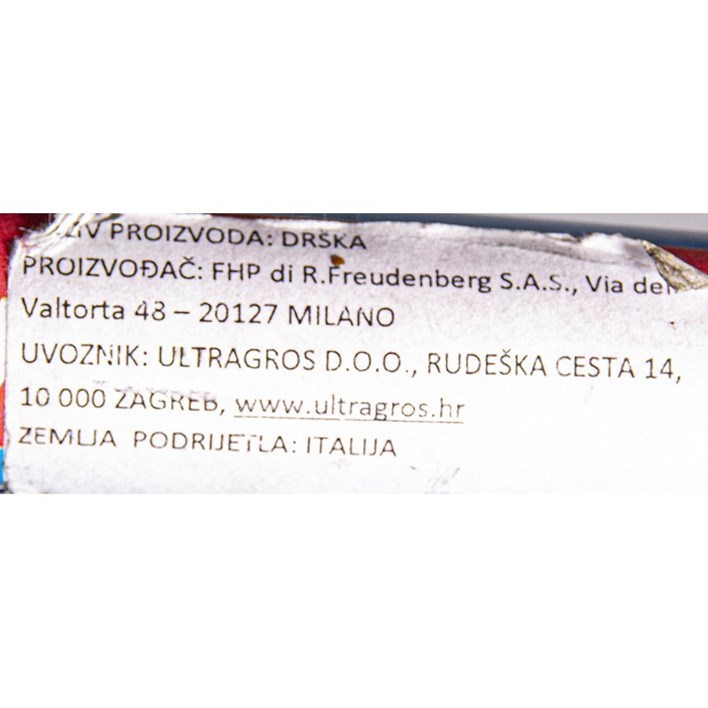 PROIZVODA: DRŠKA
PROIZVOĐAČ: FHP di R.Freudenberg S.A.S., Via
Valtorta 48 – 20127 MILANO
UVOZNIK: ULTRAGROS D.O.O., RUDEŠKA CESTA 14,
10 000 ZAGREB, www.ultragros.hr
ZEMLJA PODRIJETLA: ITALIJA